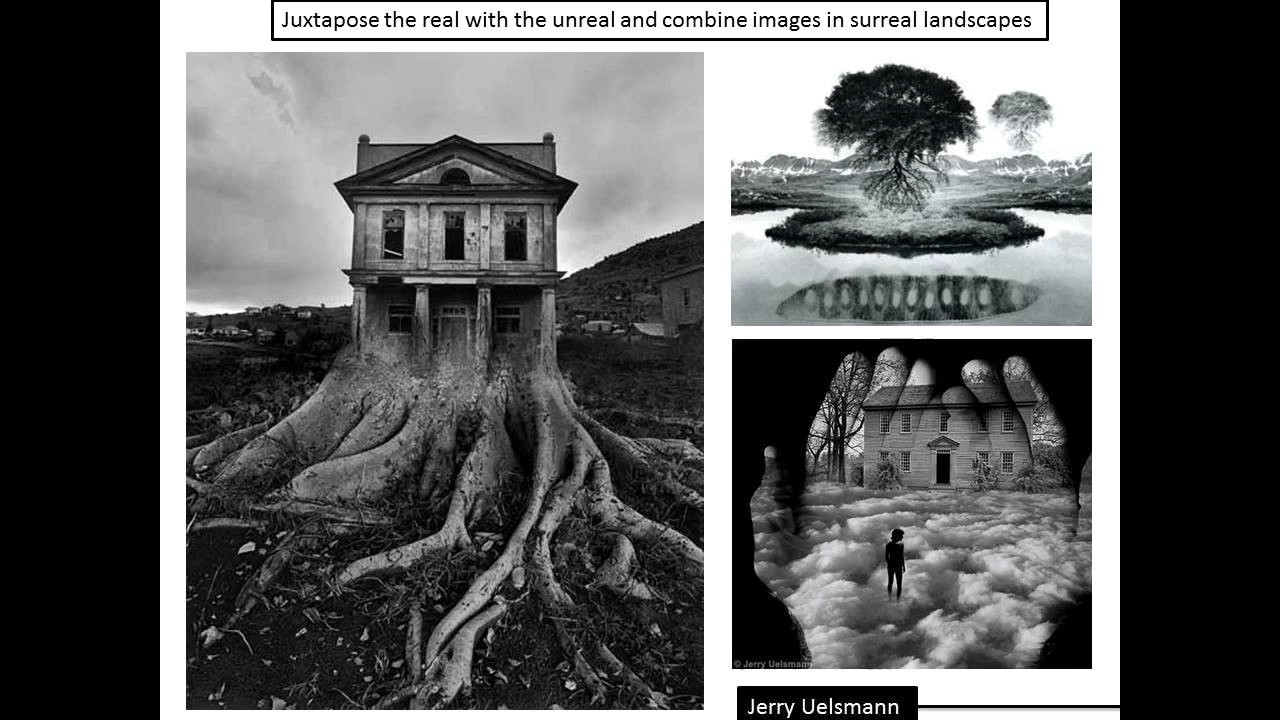 Juxtapose the real with the unreal and combine images in surreal landscapes
© Jerry Uelsmann
Jerry Uelsmann